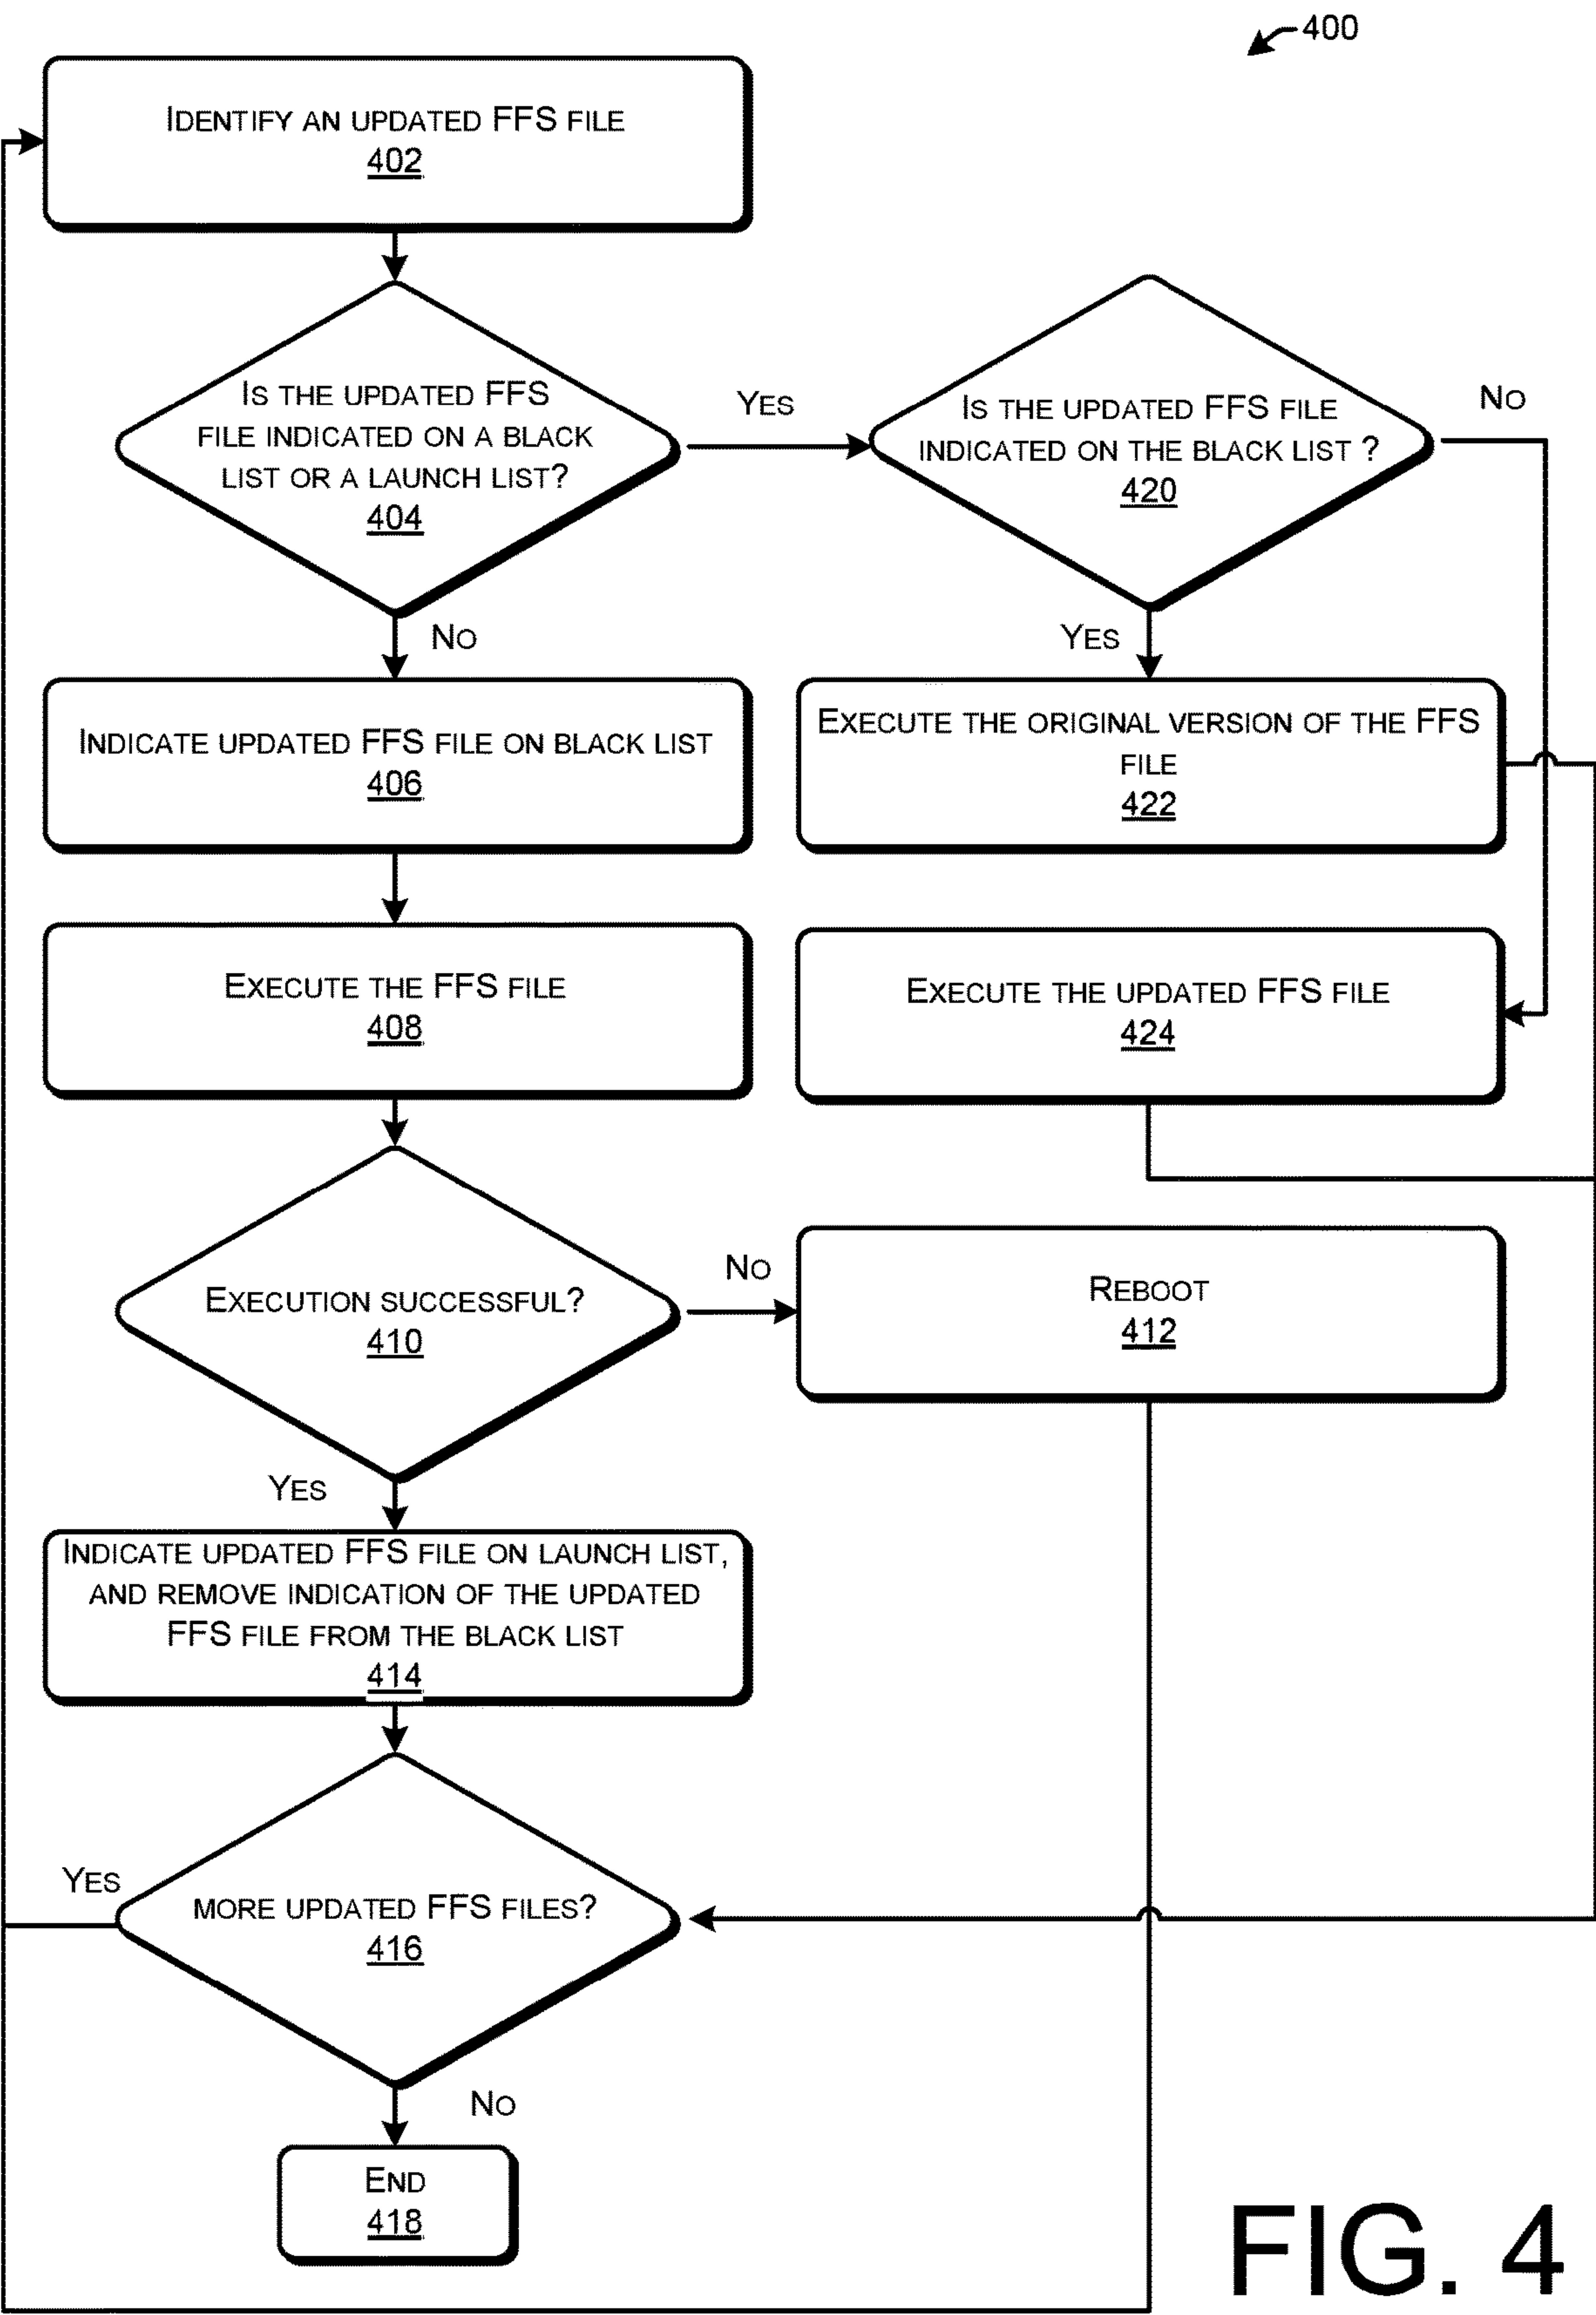 400
IDENTIFY AN UPDATED FFS FILE
402
IS THE UPDATED FFS
FILE INDICATED ON A BLACK
LIST OR A LAUNCH LIST?
404
YES
IS THE UPDATED FFS FILE
INDICATED ON THE BLACK LIST ?
420
NO
NO
YES
INDICATE UPDATED FFS FILE ON BLACK LIST
406
EXECUTE THE ORIGINAL VERSION OF THE FFS
FILE
422
EXECUTE THE FFS FILE
408
EXECUTE THE UPDATED FFS FILE
424
EXECUTION SUCCESSFUL?
410
NO
REBOOT
412
YES
INDICATE UPDATED FFS FILE ON LAUNCH LIST,
AND REMOVE INDICATION OF THE UPDATED
FFS FILE FROM THE BLACK LIST
414
YES
MORE UPDATED FFS FILES?
416
NO
END
418
FIG. 4